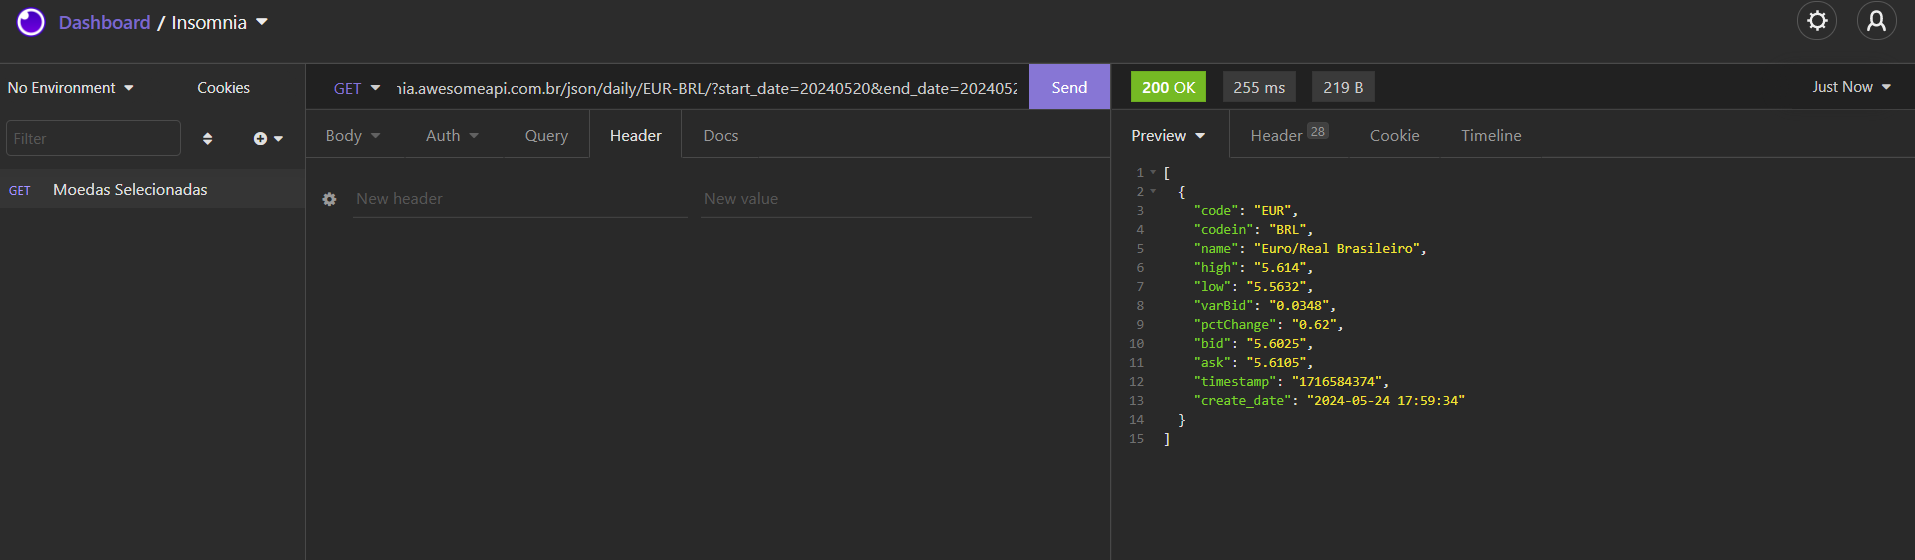 Dashboard / Insomnia
No Environment
Cookies
Filter
GET Moedas Selecionadas
GET nia.awesomeapi.com.br/json/daily/EUR-BRL/?start_date=20240520&end_date=2024052
Send
Body
Auth
Query
Header
Docs
New header
New value
200 OK
255 ms
219 B
Just Now
Preview
Header 28
Cookie
Timeline
1 [
2 {
3 "code": "EUR",
4 "codein": "BRL",
5 "name": "Euro/Real Brasileiro",
6 "high": "5.614",
7 "low": "5.5632",
8 "varBid": "0.0348",
9 "pctChange": "0.62",
10 "bid": "5.6025",
11 "ask": "5.6105",
12 "timestamp": "1716584374",
13 "create_date": "2024-05-24 17:59:34"
14 }
15 ]